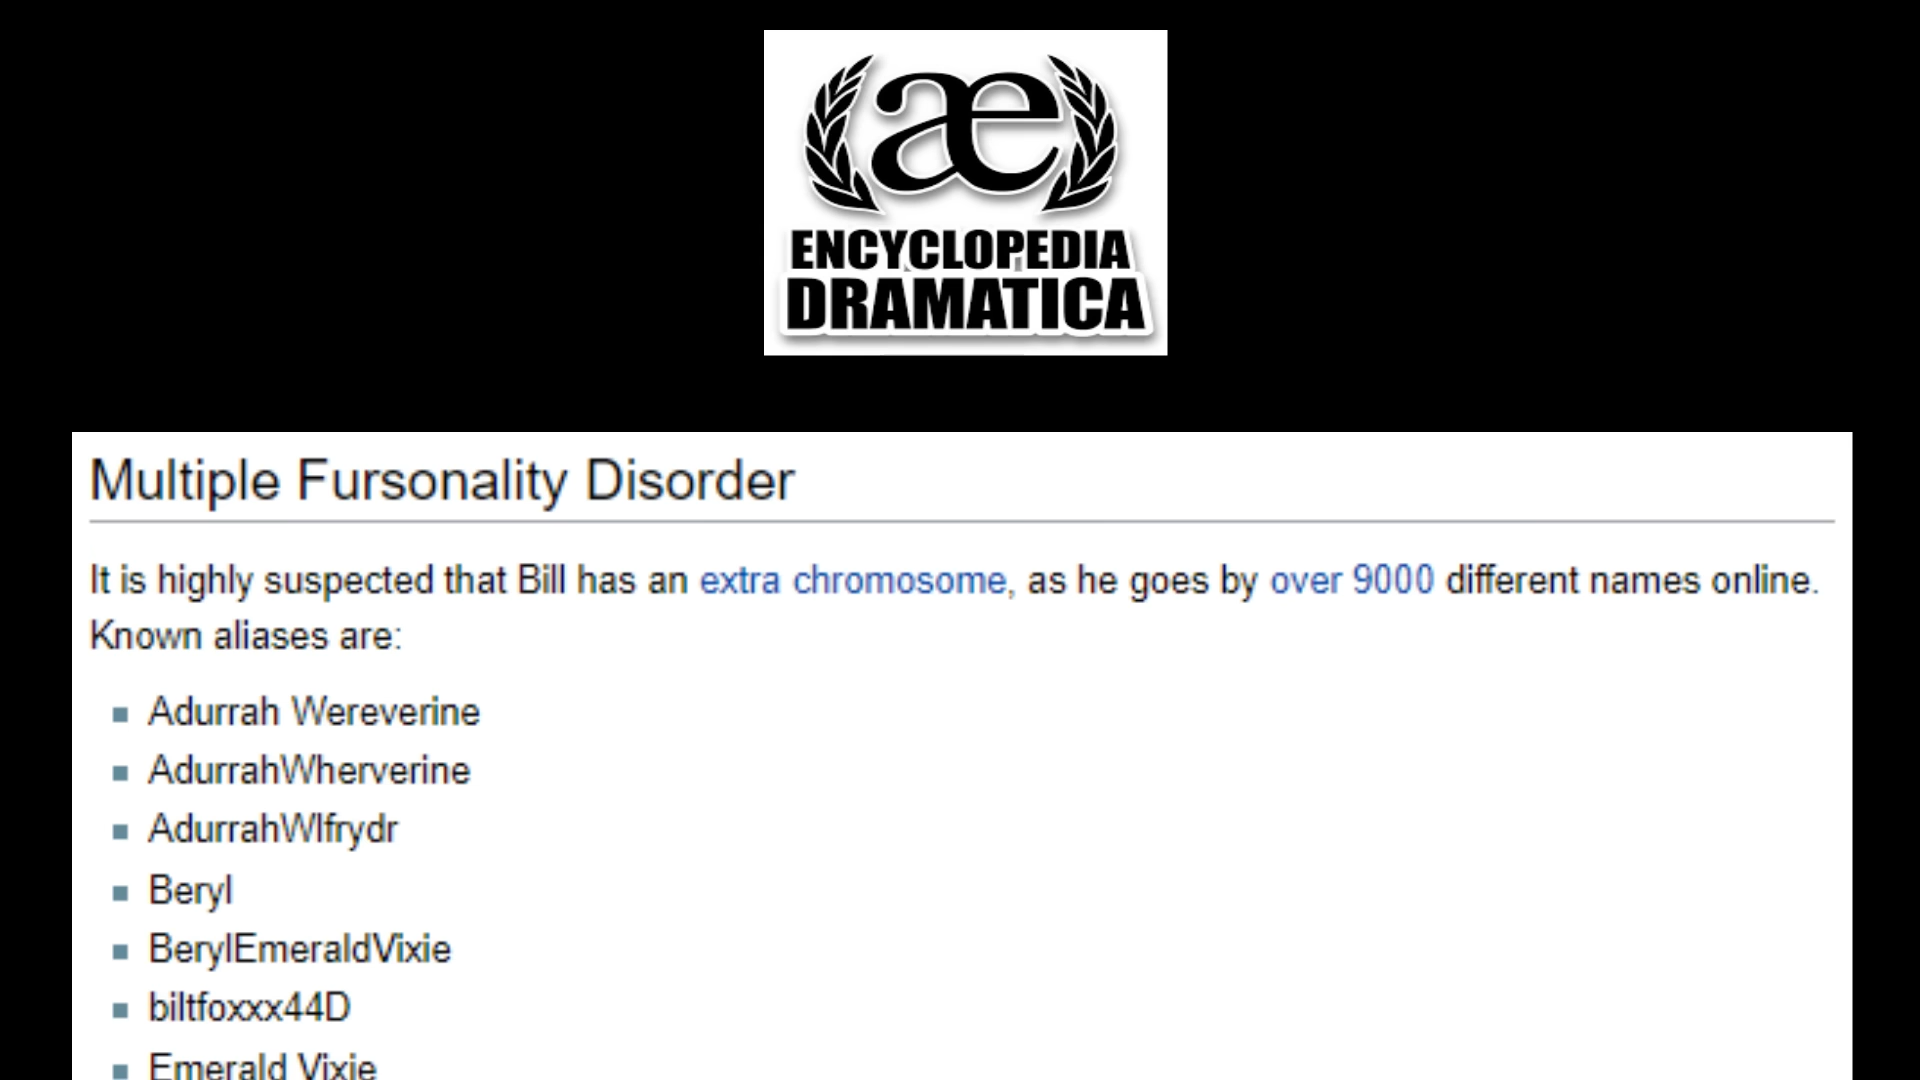 æ
ENCYCLOPEDIA
DRAMATICA
Multiple Fursonality Disorder
It is highly suspected that Bill has an extra chromosome, as he goes by over 9000 different names online.
Known aliases are:
Adurrah Wereverine
AdurrahWherverine
AdurrahWlfrydr
Beryl
BerylEmeraldVixie
biltfoxxx44D
Emerald Vixie